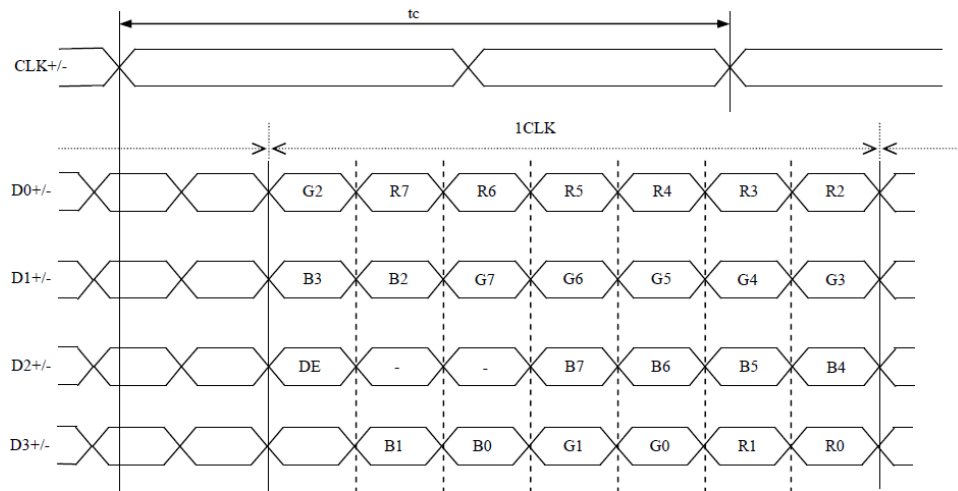 tc
CLK+/-
1CLK
D0+/- G2 R7 R6 R5 R4 R3 R2
D1+/- B3 B2 G7 G6 G5 G4 G3
D2+/- DE - - B7 B6 B5 B4
D3+/- B1 B0 G1 G0 R1 R0